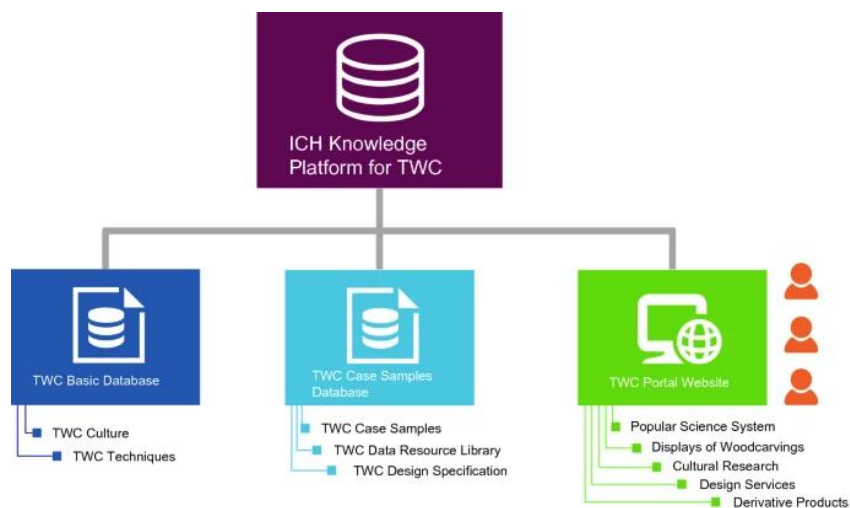 ICH Knowledge
Platform for TWC
TWC Basic Database
TWC Culture
TWC Techniques
TWC Case Samples
Database
TWC Case Samples
TWC Data Resource Library
TWC Design Specification
TWC Portal Website
Popular Science System
Displays of Woodcarvings
Cultural Research
Design Services
Derivative Products